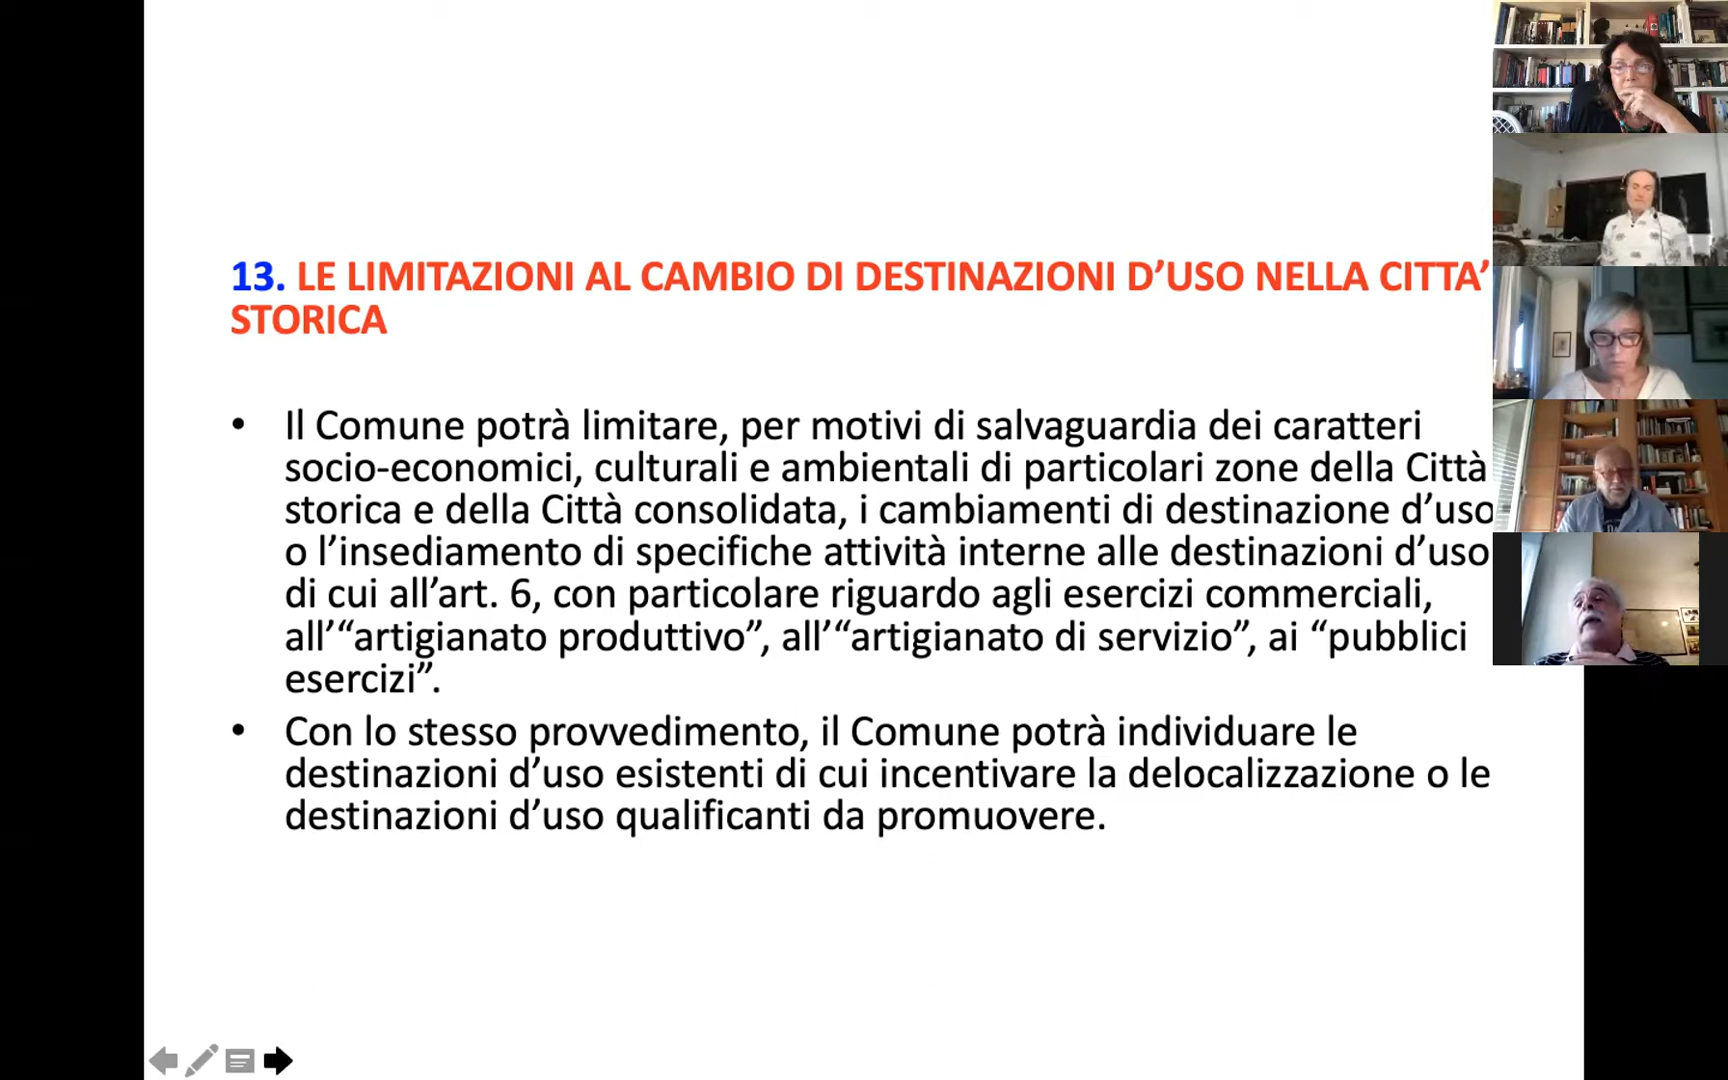 13. LE LIMITAZIONI AL CAMBIO DI DESTINAZIONI D’USO NELLA CITTA’
STORICA
• Il Comune potrà limitare, per motivi di salvaguardia dei caratteri
socio-economici, culturali e ambientali di particolari zone della Città
storica e della Città consolidata, i cambiamenti di destinazione d’uso
o l’insediamento di specifiche attività interne alle destinazioni d’uso
di cui all’art. 6, con particolare riguardo agli esercizi commerciali,
all’“artigianato produttivo”, all’“artigianato di servizio”, ai “pubblici
esercizi”.
• Con lo stesso provvedimento, il Comune potrà individuare le
destinazioni d’uso esistenti di cui incentivare la delocalizzazione o le
destinazioni d’uso qualificanti da promuovere.